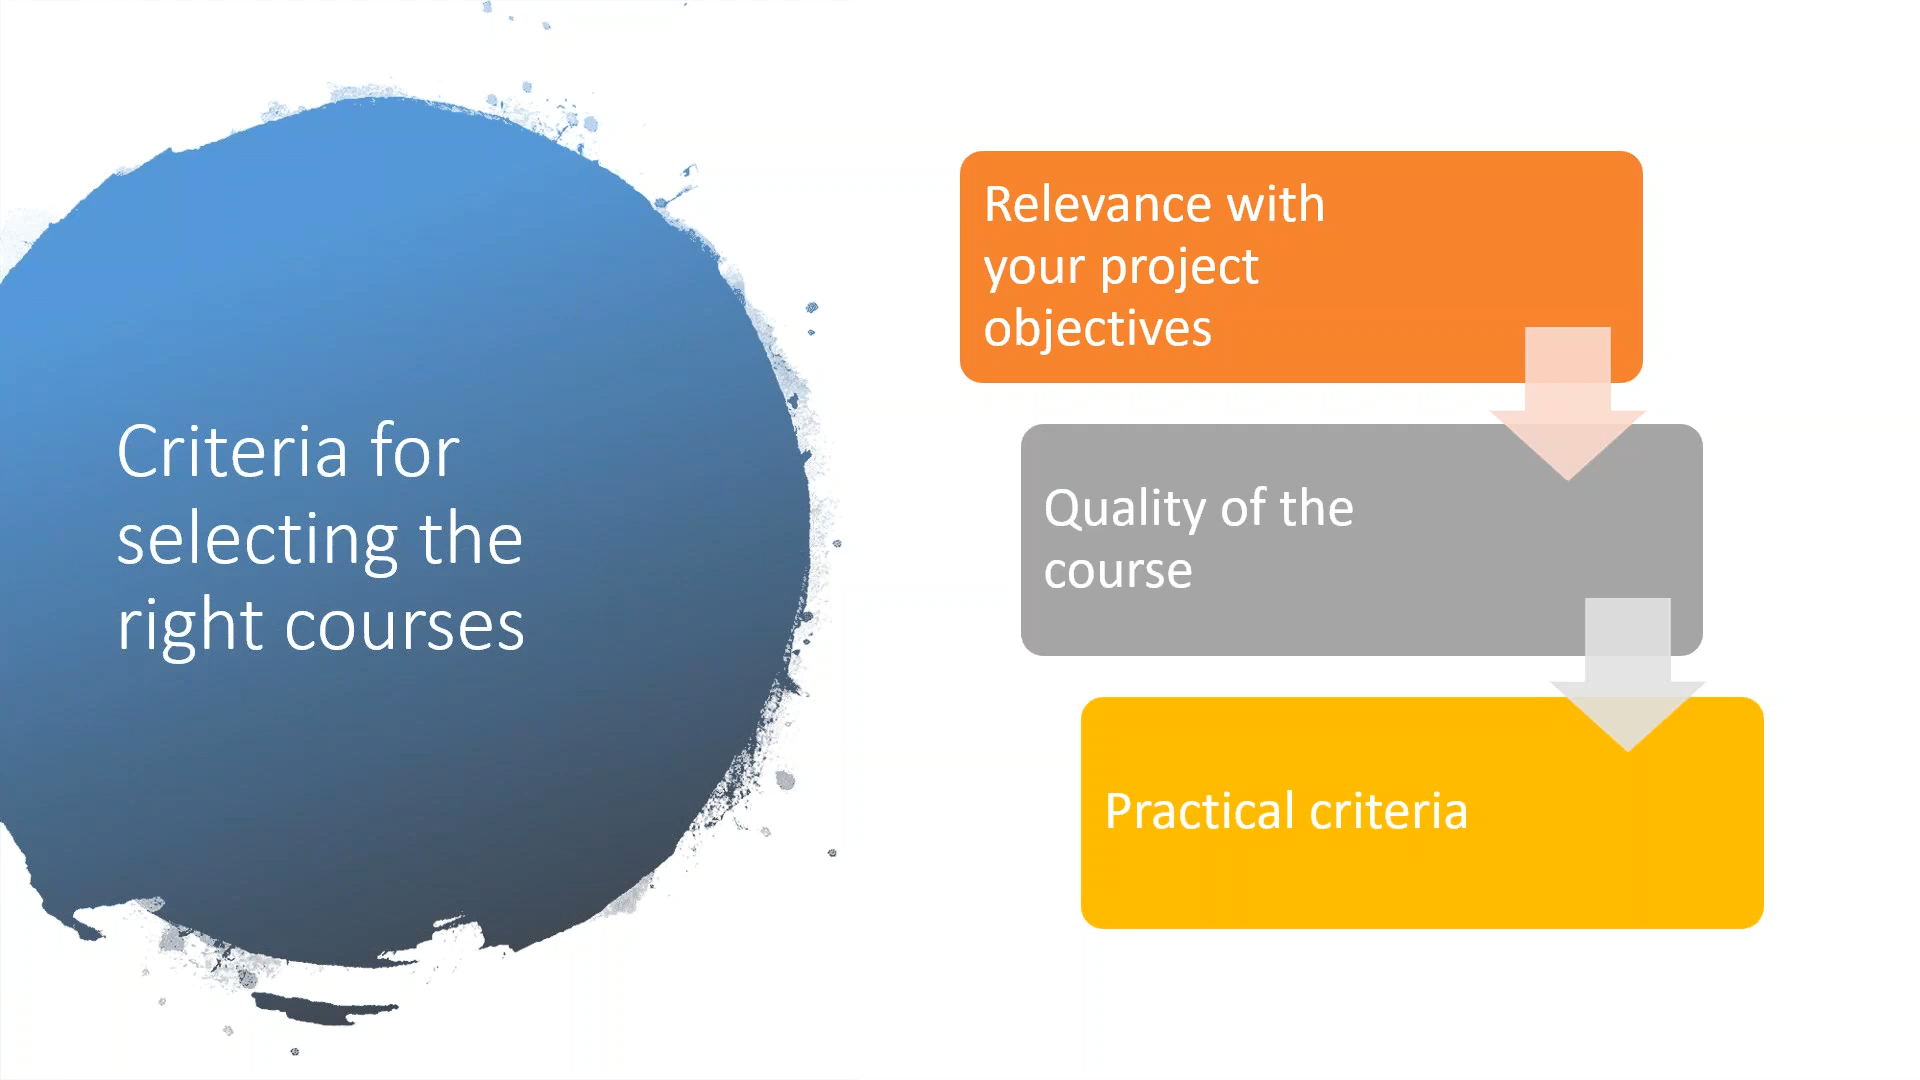 Criteria for
selecting the
right courses
Relevance with
your project
objectives
Quality of the
course
Practical criteria